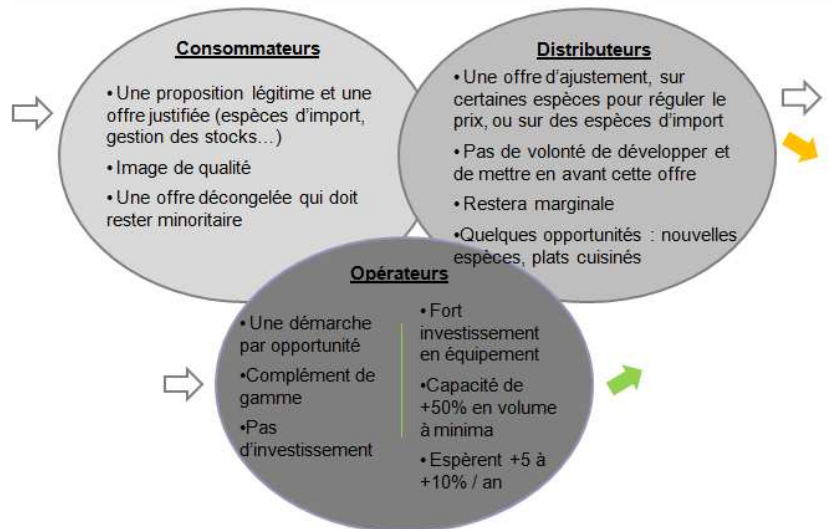 Consommateurs
• Une proposition légitime et une
offre justifiée (espèces d'import,
gestion des stocks…)
• Image de qualité
• Une offre décongelée qui doit
rester minoritaire
Distributeurs
• Une offre d'ajustement, sur
certaines espèces pour réguler le
prix, ou sur des espèces d'import
• Pas de volonté de développer et
de mettre en avant cette offre
• Restera marginale
•Quelques opportunités : nouvelles
espèces, plats cuisinés
Opérateurs
• Une démarche
par opportunité
•Complément de
gamme
•Pas
d'investissement
• Fort
investissement
en équipement
•Capacité de
+50% en volume
à minima
• Espèrent +5 à
+10% / an